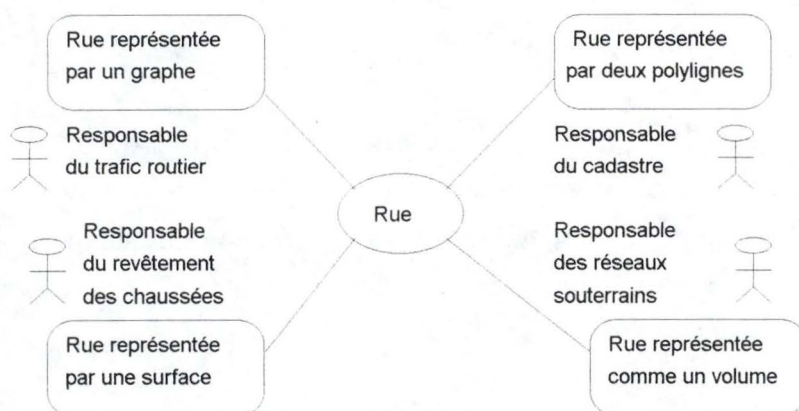 Rue représentée
par un graphe
Rue représentée
par deux polylignes
Responsable
du trafic routier
Responsable
du cadastre
Rue
Responsable
du revêtement
des chaussées
Responsable
des réseaux
souterrains
Rue représentée
par une surface
Rue représentée
comme un volume